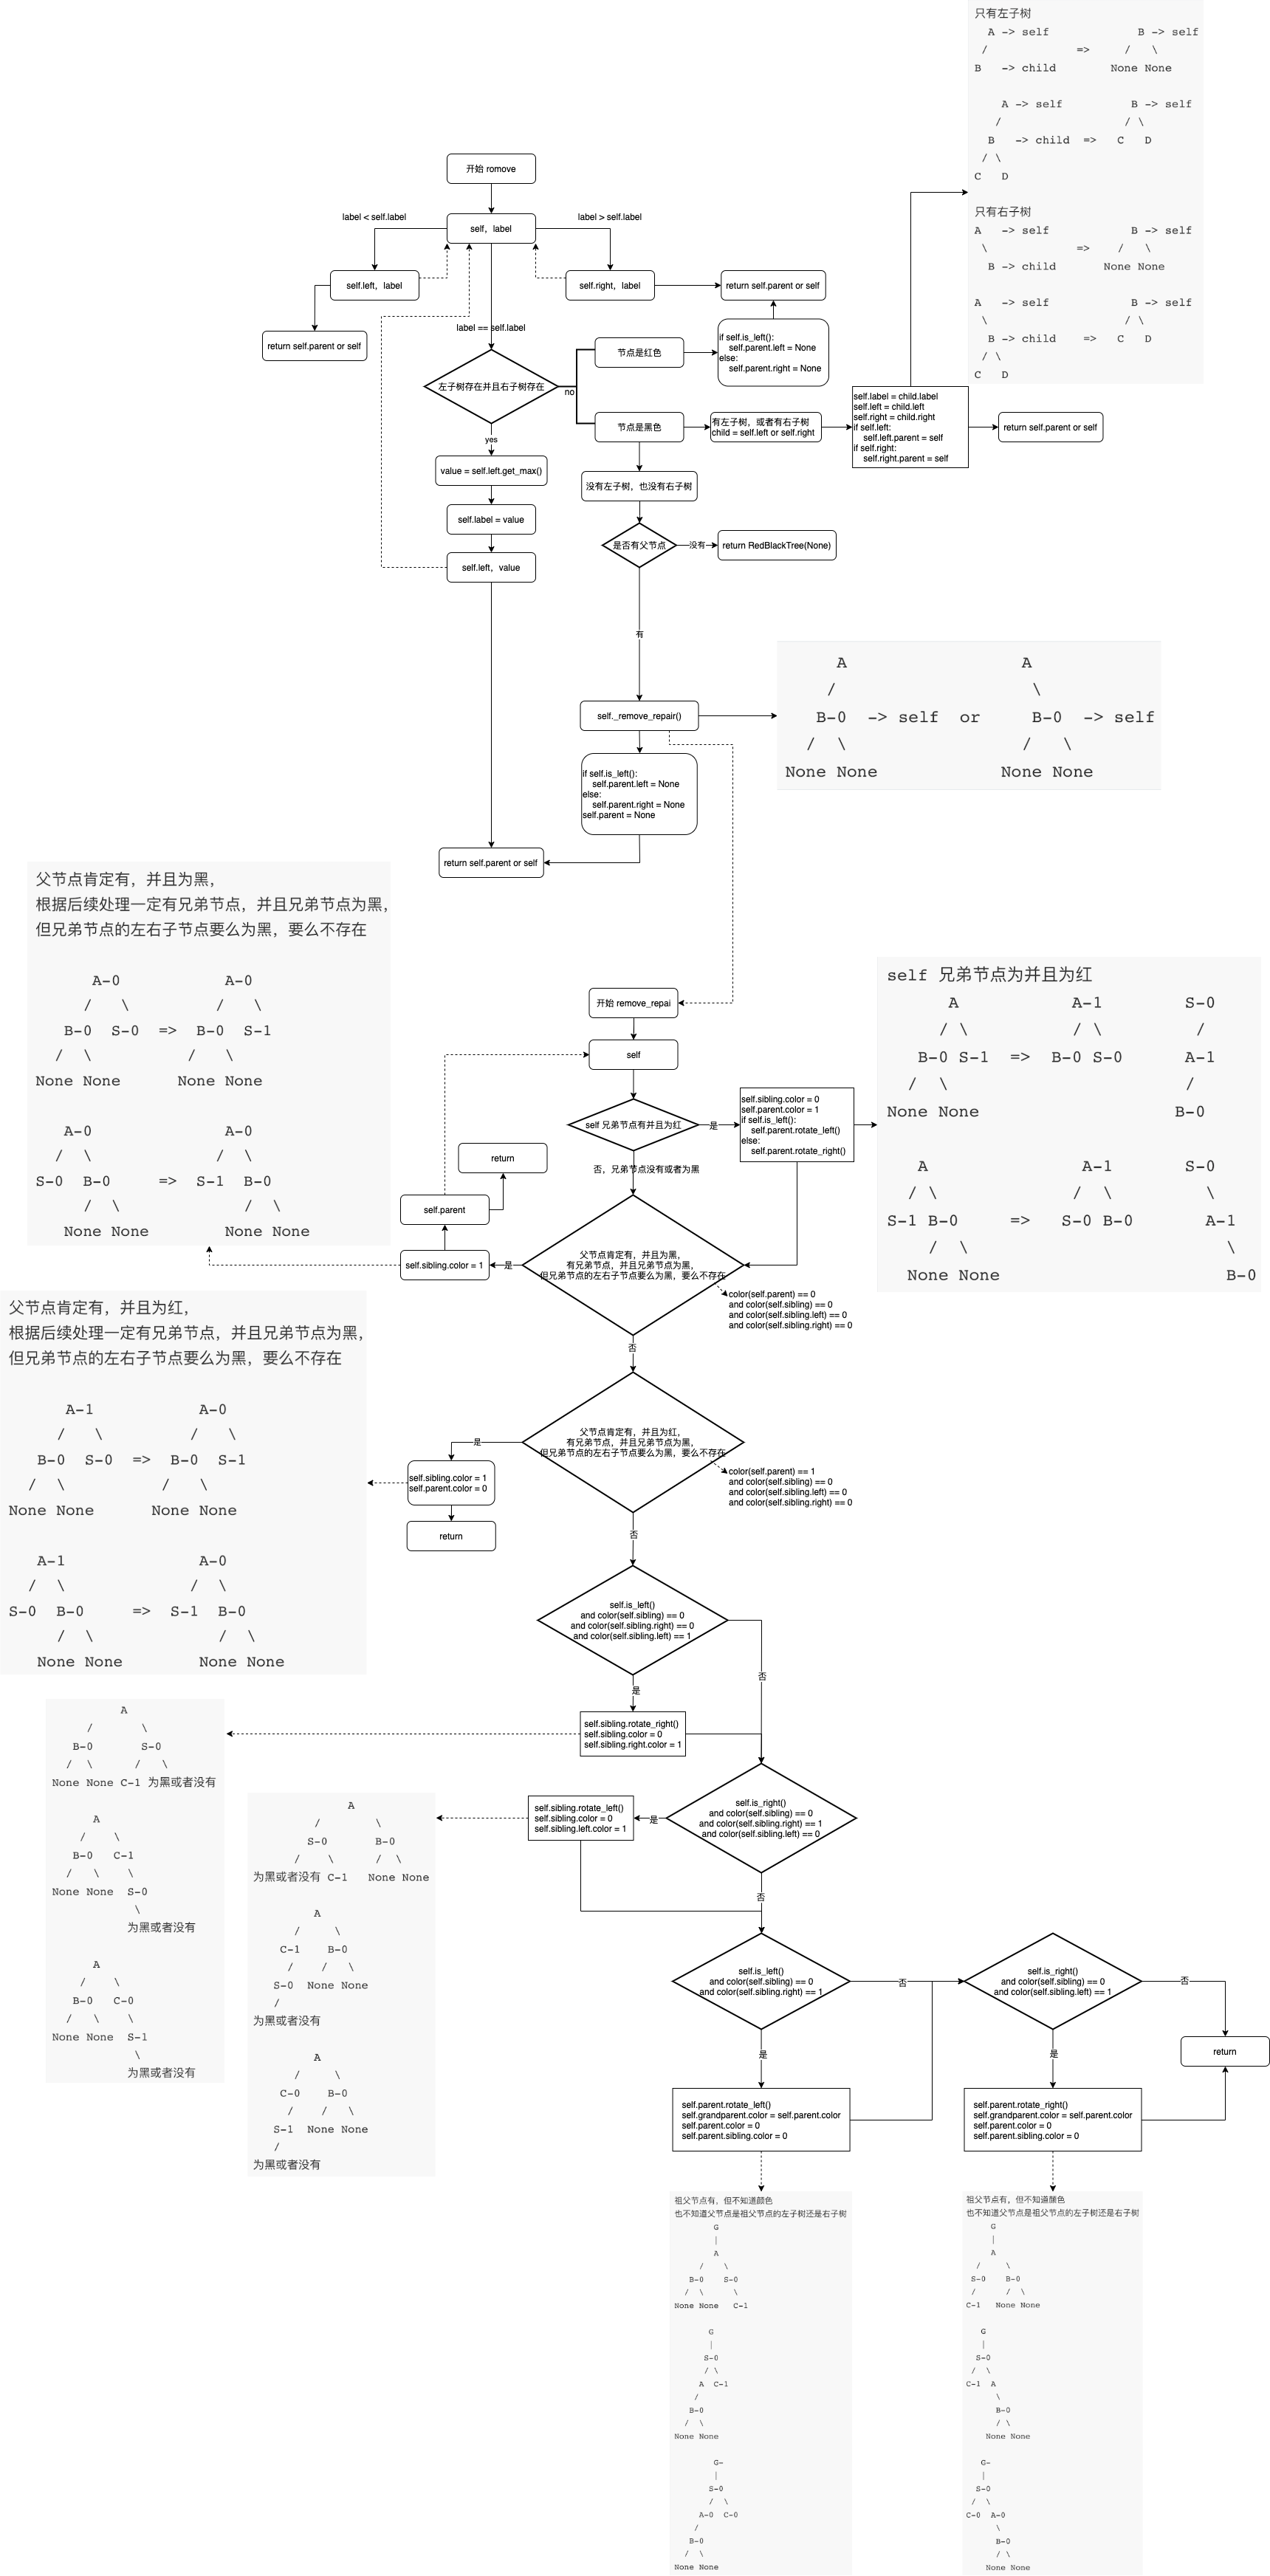 只有左子树
A -> self B -> self
/ => / \
B -> child None None
A -> self B -> self
/ / \
B -> child => C D
/ \
C D
只有右子树
A -> self B -> self
\ => / \
B -> child None None
A -> self B -> self
\ / \
B -> child => C D
/ \
C D
开始 romove
label < self.label
label > self.label
self，label
self.left，label
self.right，label
return self.parent or self
return self.parent or self
label == self.label
if self.is_left():
self.parent.left = None
else:
self.parent.right = None
节点是红色
左子树存在并且右子树存在
no
节点是黑色
有左子树，或者有右子树
child = self.left or self.right
self.label = child.label
self.left = child.left
self.right = child.right
if self.left:
self.left.parent = self
if self.right:
self.right.parent = self
return self.parent or self
yes
value = self.left.get_max()
没有左子树，也没有右子树
self.label = value
是否有父节点
没有
return RedBlackTree(None)
self.left，value
有
self._remove_repair()
A A
/ \
B-0 -> self or B-0 -> self
/ \ / \
None None None None
if self.is_left():
self.parent.left = None
else:
self.parent.right = None
self.parent = None
return self.parent or self
父节点肯定有，并且为黑，
根据后续处理一定有兄弟节点，并且兄弟节点为黑，
但兄弟节点的左右子节点要么为黑，要么不存在
A-0 A-0
/ \ / \
B-0 S-0 => B-0 S-1
/ \ / \
None None None None
A-0 A-0
/ \ / \
S-0 B-0 => S-1 B-0
/ \ / \
None None None None
开始 remove_repai
self
self 兄弟节点有并且为红
是
self.sibling.color = 0
self.parent.color = 1
if self.is_left():
self.parent.rotate_left()
else:
self.parent.rotate_right()
self 兄弟节点为并且为红
A A-1 S-0
/ \ / \ /
B-0 S-1 => B-0 S-0 A-1
/ \ /
None None B-0
A A-1 S-0
/ \ / \ \
S-1 B-0 => S-0 B-0 A-1
/ \ \
None None B-0
return
否，兄弟节点没有或者为黑
self.parent
self.sibling.color = 1
是
父节点肯定有，并且为黑，
有兄弟节点，并且兄弟节点为黑，
但兄弟节点的左右子节点要么为黑，要么不存在
color(self.parent) == 0
and color(self.sibling) == 0
and color(self.sibling.left) == 0
and color(self.sibling.right) == 0
否
父节点肯定有，并且为红，
根据后续处理一定有兄弟节点，并且兄弟节点为黑，
但兄弟节点的左右子节点要么为黑，要么不存在
A-1 A-0
/ \ / \
B-0 S-0 => B-0 S-1
/ \ / \
None None None None
A-1 A-0
/ \ / \
S-0 B-0 => S-1 B-0
/ \ / \
None None None None
父节点肯定有，并且为红，
有兄弟节点，并且兄弟节点为黑，
但兄弟节点的左右子节点要么为黑，要么不存在
是
self.sibling.color = 1
self.parent.color = 0
return
color(self.parent) == 1
and color(self.sibling) == 0
and color(self.sibling.left) == 0
and color(self.sibling.right) == 0
否
self.is_left()
and color(self.sibling) == 0
and color(self.sibling.right) == 0
and color(self.sibling.left) == 1
否
是
self.sibling.rotate_right()
self.sibling.color = 0
self.sibling.right.color = 1
A
/ \
B-0 S-0
/ \ / \
None None C-1 为黑或者没有
A
/ \
B-0 C-1
/ \ \
None None S-0
\
为黑或者没有
A
/ \
B-0 C-0
/ \ \
None None S-1
\
为黑或者没有
self.is_right()
and color(self.sibling) == 0
and color(self.sibling.right) == 1
and color(self.sibling.left) == 0
是
self.sibling.rotate_left()
self.sibling.color = 0
self.sibling.left.color = 1
A
/ \
S-0 B-0
/ \ / \
为黑或者没有 C-1 None None
A
/ \
C-1 B-0
/ / \
S-0 None None
/
为黑或者没有
A
/ \
C-0 B-0
/ / \
S-1 None None
/
为黑或者没有
否
self.is_left()
and color(self.sibling) == 0
and color(self.sibling.right) == 1
否
self.is_right()
and color(self.sibling) == 0
and color(self.sibling.left) == 1
否
return
是
是
self.parent.rotate_left()
self.grandparent.color = self.parent.color
self.parent.color = 0
self.parent.sibling.color = 0
self.parent.rotate_right()
self.grandparent.color = self.parent.color
self.parent.color = 0
self.parent.sibling.color = 0
祖父节点有，但不知道颜色
也不知道父节点是祖父节点的左子树还是右子树
G
|
A
/ \
B-0 S-0
/ \ \
None None C-1
G
|
S-0
/ \
A C-1
/
B-0
/ \
None None
G-
|
S-0
/ \
A-0 C-0
/
B-0
/ \
None None
祖父节点有，但不知道颜色
也不知道父节点是祖父节点的左子树还是右子树
G
|
A
/ \
S-0 B-0
/ / \
C-1 None None
G
|
S-0
/ \
C-1 A
\
B-0
/ \
None None
G-
|
S-0
/ \
C-0 A-0
\
B-0
/ \
None None